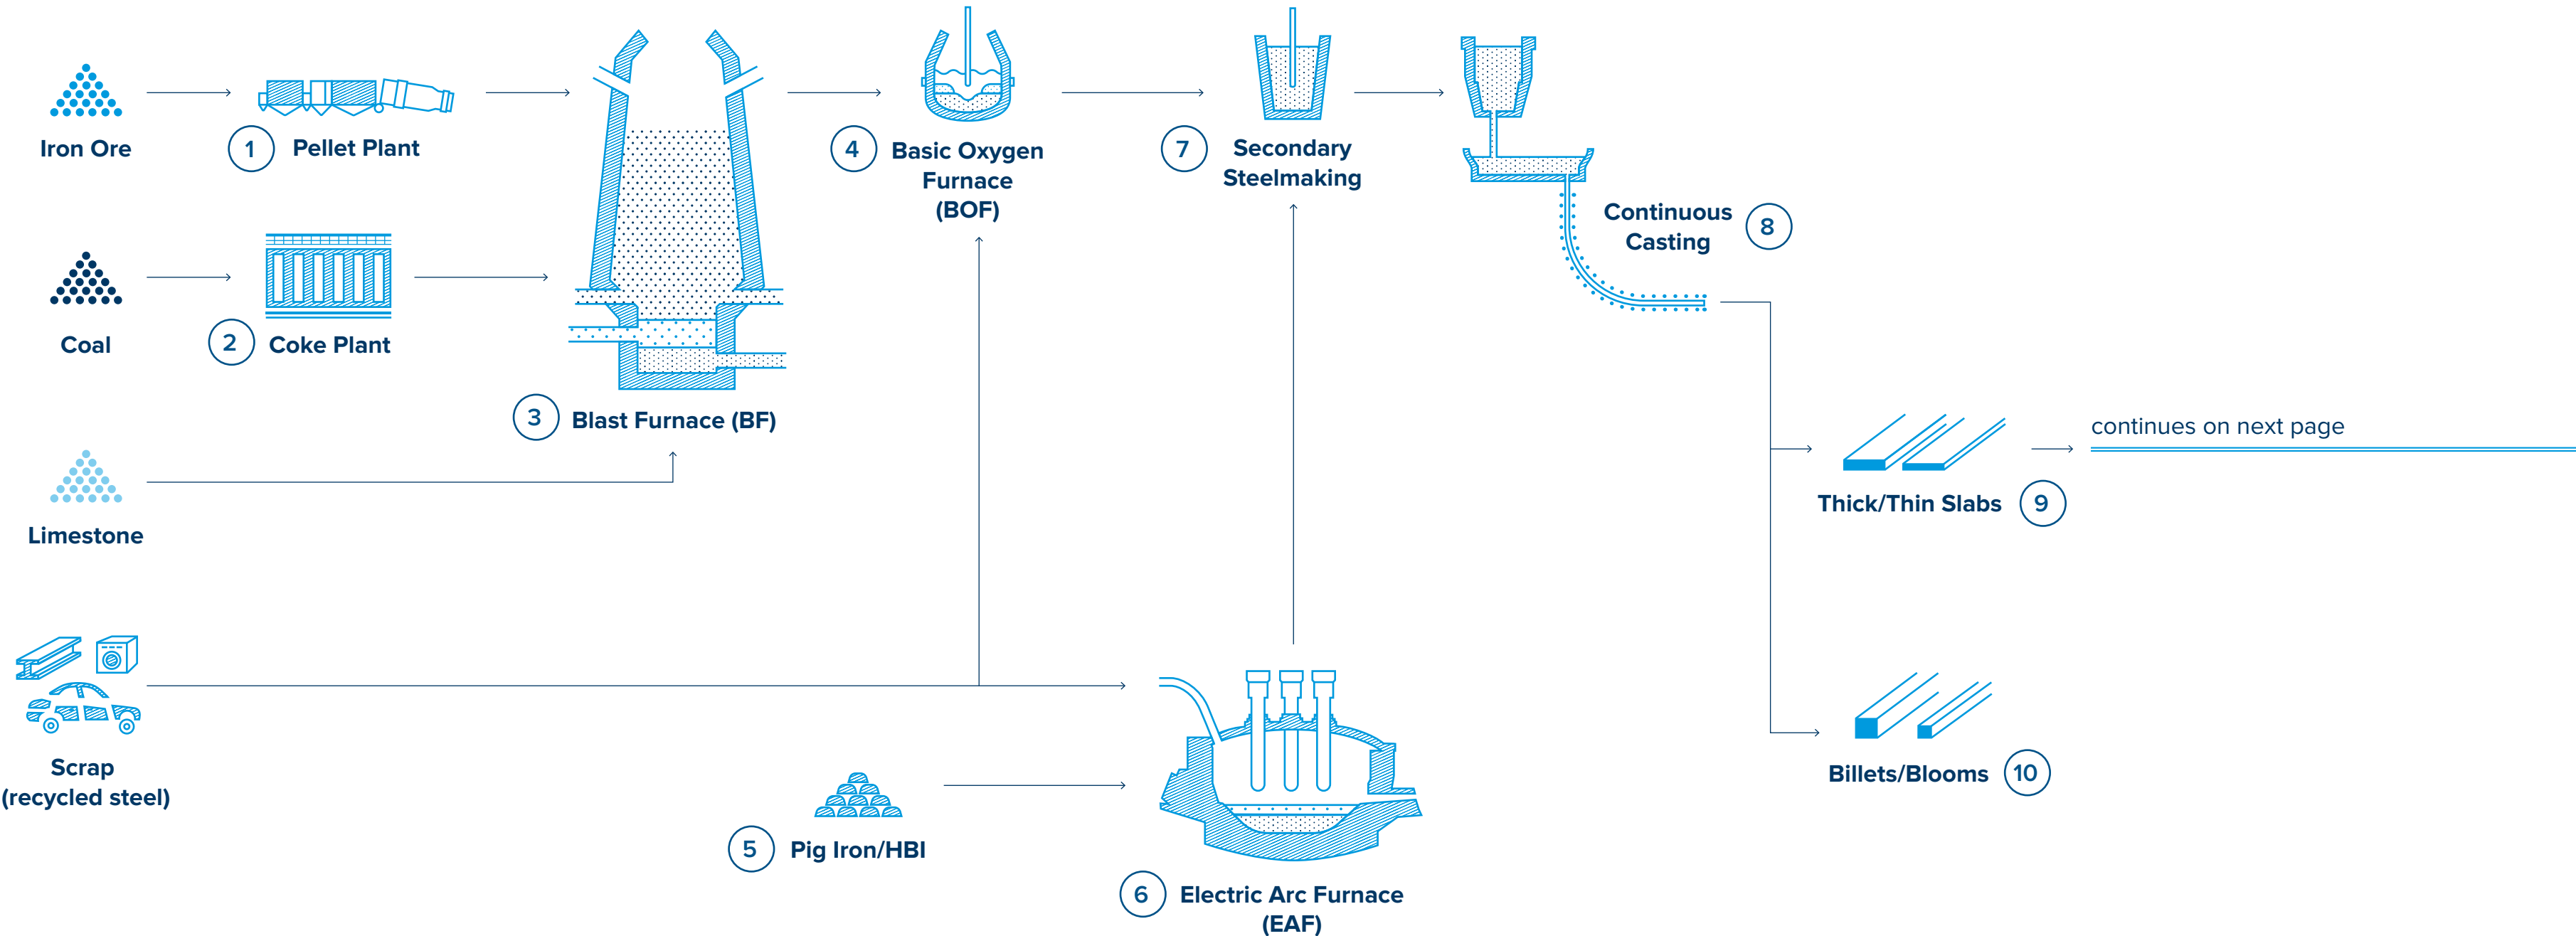 Iron Ore
1 Pellet Plant
Coal
2 Coke Plant
Limestone
3 Blast Furnace (BF)
4 Basic Oxygen
Furnace
(BOF)
7 Secondary
Steelmaking
Continuous
Casting 8
Thick/Thin Slabs 9
continues on next page
Billets/Blooms 10
Scrap
(recycled steel)
5 Pig Iron/HBI
6 Electric Arc Furnace
(EAF)